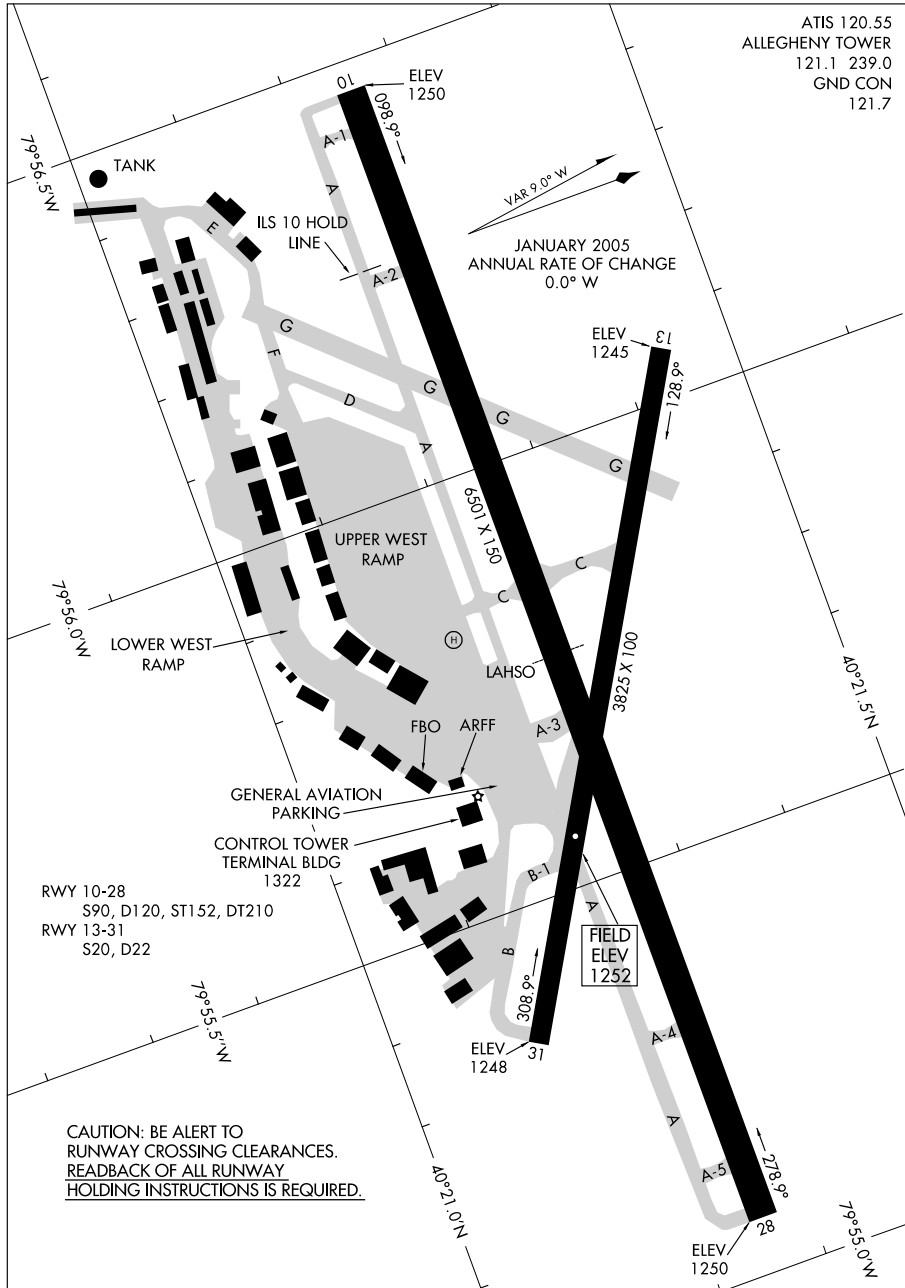 ATIS 120.55
ALLEGHENY TOWER
121.1 239.0
GND CON
121.7
10
ELEV
1250
098.9°
79°56.5'W
TANK
A-1
A
E
ILS 10 HOLD
LINE
A-2
VAR 9.0° W
JANUARY 2005
ANNUAL RATE OF CHANGE
0.0° W
ELEV
1245
13
128.9°
G
F
D
G
G
A
G
6501 X 150
UPPER WEST
RAMP
C
C
79°56.0'W
LOWER WEST
RAMP
H
LAHSO
3825 X 100
40°21.5'N
A-3
FBO
ARFF
GENERAL AVIATION
PARKING
CONTROL TOWER
TERMINAL BLDG
1322
B-1
A
RWY 10-28
S90, D120, ST152, DT210
RWY 13-31
S20, D22
B
FIELD
ELEV
1252
308.9°
79°55.5'W
31
ELEV
1248
A-4
A
CAUTION: BE ALERT TO
RUNWAY CROSSING CLEARANCES.
READBACK OF ALL RUNWAY
HOLDING INSTRUCTIONS IS REQUIRED.
40°21.0'N
A-5
278.9°
28
ELEV
1250
79°55.0'W